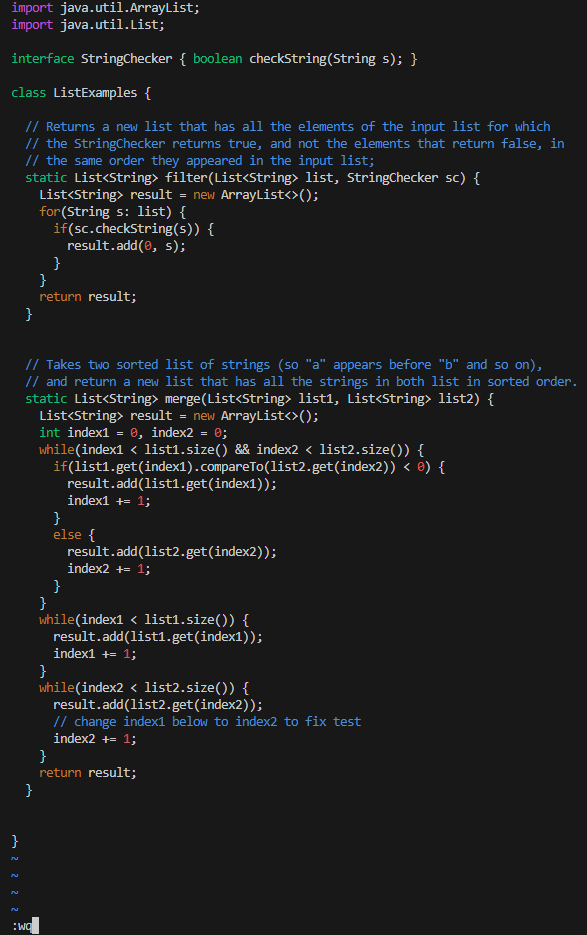 import java.util.ArrayList;
import java.util.List;

interface StringChecker { boolean checkString(String s); }

class ListExamples {

  // Returns a new list that has all the elements of the input list for which
  // the StringChecker returns true, and not the elements that return false, in
  // the same order they appeared in the input list;
  static List<String> filter(List<String> list, StringChecker sc) {
    List<String> result = new ArrayList<>();
    for(String s: list) {
      if(sc.checkString(s)) {
        result.add(0, s);
      }
    }
    return result;
  }


  // Takes two sorted list of strings (so "a" appears before "b" and so on),
  // and return a new list that has all the strings in both list in sorted order.
  static List<String> merge(List<String> list1, List<String> list2) {
    List<String> result = new ArrayList<>();
    int index1 = 0, index2 = 0;
    while(index1 < list1.size() && index2 < list2.size()) {
      if(list1.get(index1).compareTo(list2.get(index2)) < 0) {
        result.add(list1.get(index1));
        index1 += 1;
      }
      else {
        result.add(list2.get(index2));
        index2 += 1;
      }
    }
    while(index1 < list1.size()) {
      result.add(list1.get(index1));
      index1 += 1;
    }
    while(index2 < list2.size()) {
      result.add(list2.get(index2));
      // change index1 below to index2 to fix test
      index2 += 1;
    }
    return result;
  }


}
~
~
~
~
:wq